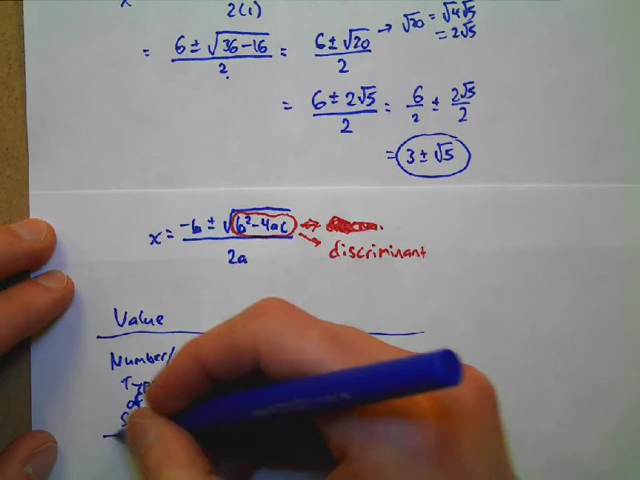 x
2(1)
= 6 ± √36-16 / 2 = 6 ± √20 / 2 → √20 = √4√5
= 2√5
= 6 ± 2√5 / 2 = 6/2 ± 2√5/2
= 3 ± √5
x = -b ± √b²-4ac / 2a
discriminant
Value
Number/